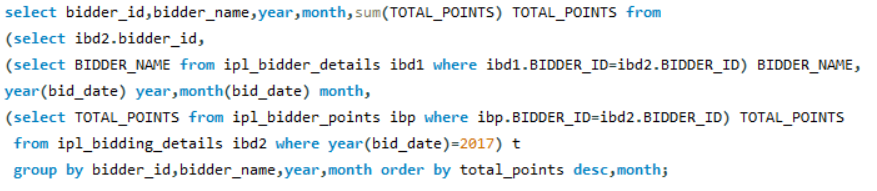 select bidder_id,bidder_name,year,month,sum(TOTAL_POINTS) TOTAL_POINTS from
(select ibd2.bidder_id,
(select BIDDER_NAME from ipl_bidder_details ibd1 where ibd1.BIDDER_ID=ibd2.BIDDER_ID) BIDDER_NAME,
year(bid_date) year,month(bid_date) month,
(select TOTAL_POINTS from ipl_bidder_points ibp where ibp.BIDDER_ID=ibd2.BIDDER_ID) TOTAL_POINTS
from ipl_bidding_details ibd2 where year(bid_date)=2017) t
group by bidder_id,bidder_name,year,month order by total_points desc,month;